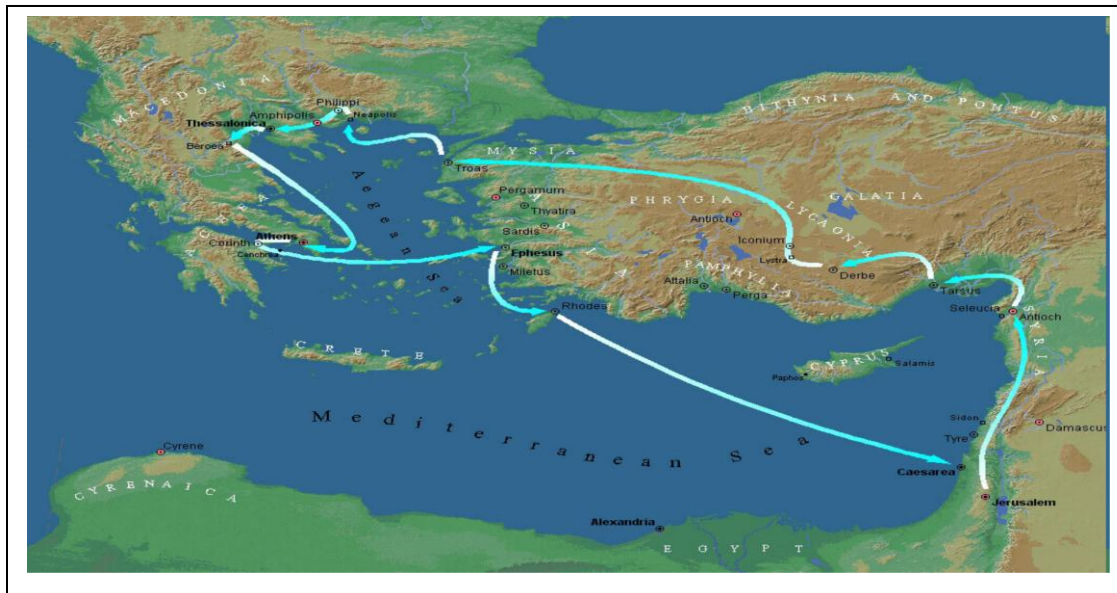 MACEDONIA
BITHYNIA AND PONTUS
Philippi
Amphipolis
Neapolis
Thessalonica
Beroea
MYSIA
Troas
Aegean Sea
Pergamum
ASIA
Thyatira
PHRYGIA
GALATIA
LYCAONIA
Antioch
Sardis
Athens
Corinth
Cenchrea
Ephesus
Iconium
Lystra
Derbe
Miletus
PAMPHYLIA
Attalia
Perga
Tarsus
Seleucia
Antioch
SYRIA
Rhodes
CRETE
CYPRUS
Salamis
Paphos
Mediterranean Sea
Sidon
Tyre
Damascus
Cyrene
CYRENAICA
Caesarea
Jerusalem
Alexandria
EGYPT